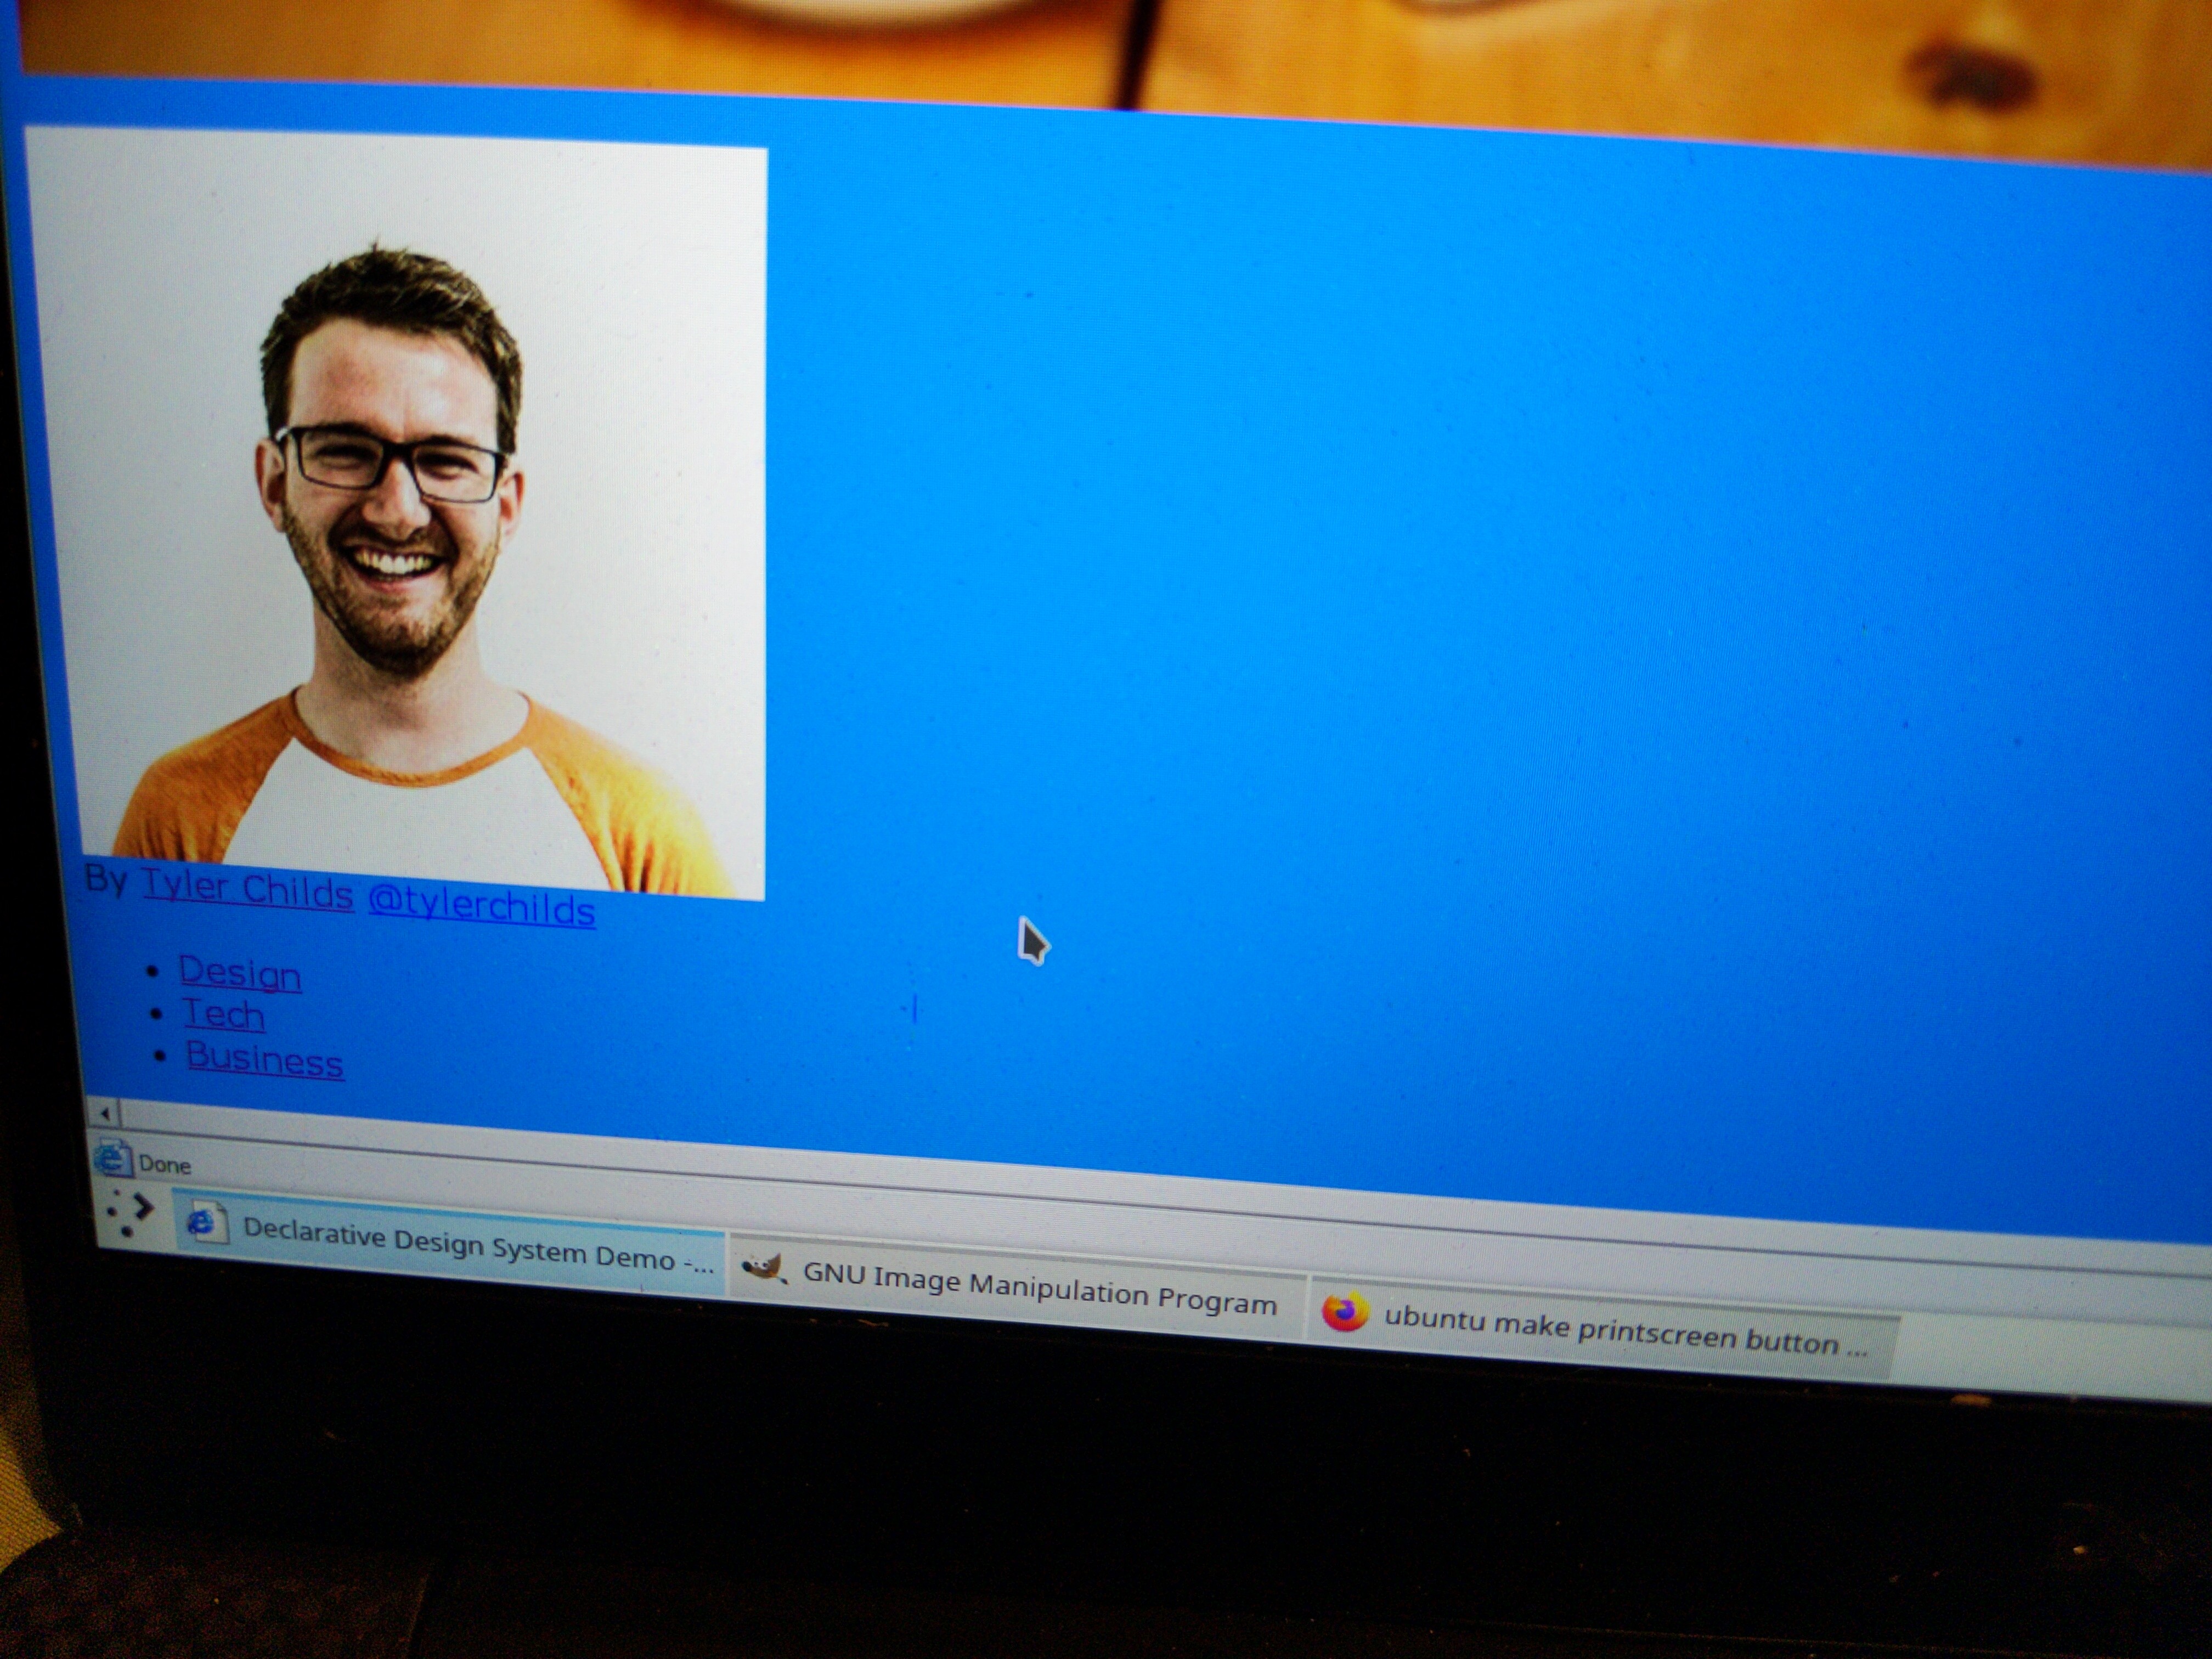 By Tyler Childs @tylerchilds
Design
Tech
Business
Done
Declarative Design System Demo -...
GNU Image Manipulation Program
ubuntu make printscreen button ...